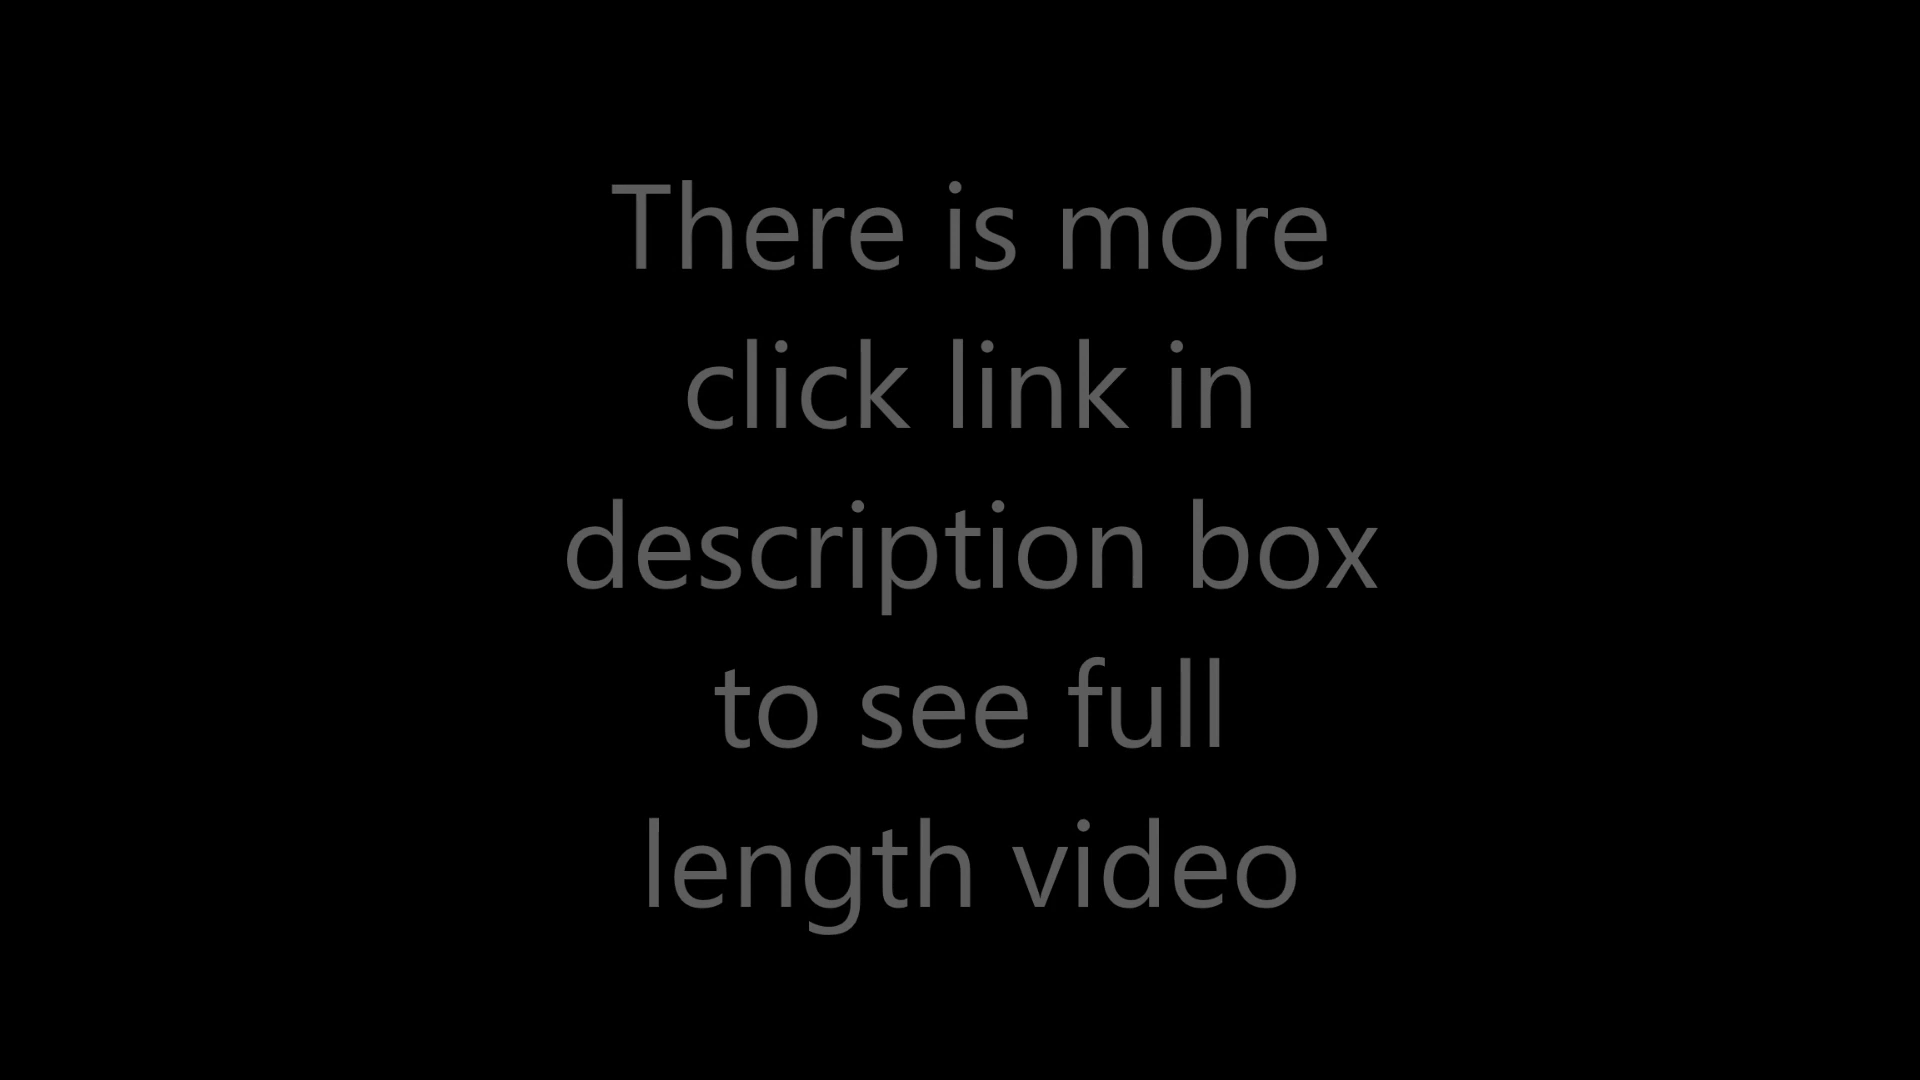 There is more
click link in
description box
to see full
length video